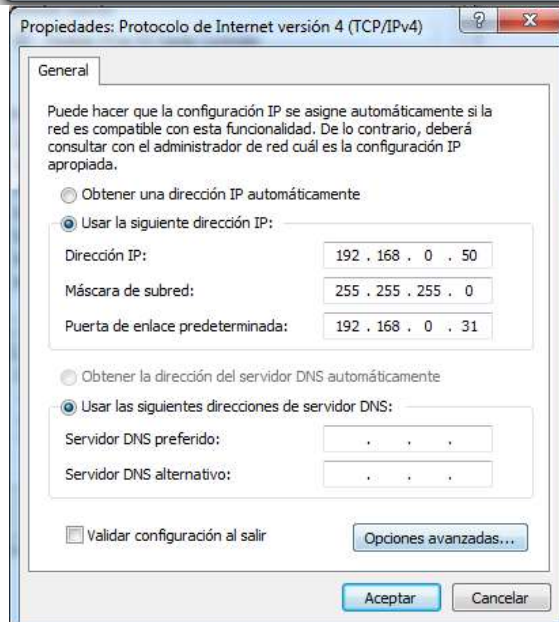 Propiedades: Protocolo de Internet versión 4 (TCP/IPv4)
General
Puede hacer que la configuración IP se asigne automáticamente si la
red es compatible con esta funcionalidad. De lo contrario, deberá
consultar con el administrador de red cuál es la configuración IP
apropiada.
Obtener una dirección IP automáticamente
Usar la siguiente dirección IP:
Dirección IP: 192 . 168 . 0 . 50
Máscara de subred: 255 . 255 . 255 . 0
Puerta de enlace predeterminada: 192 . 168 . 0 . 31
Obtener la dirección del servidor DNS automáticamente
Usar las siguientes direcciones de servidor DNS:
Servidor DNS preferido: . . .
Servidor DNS alternativo: . . .
Validar configuración al salir Opciones avanzadas...
Aceptar Cancelar